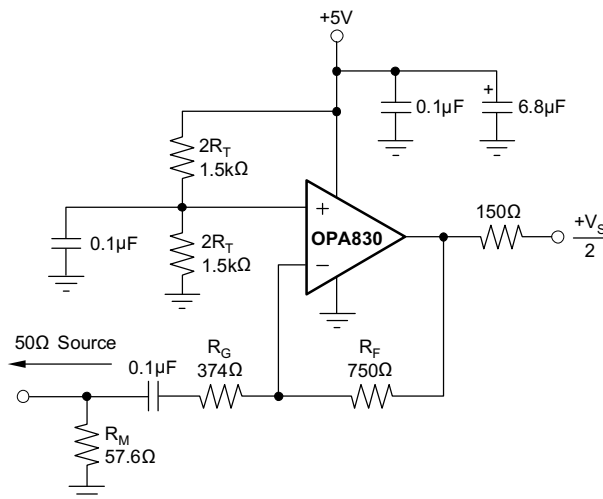 +5V
0.1µF
+
6.8µF
2R_T
1.5kΩ
0.1µF
2R_T
1.5kΩ
+
OPA830
−
150Ω
+V_S
2
50Ω Source
0.1µF
R_G
374Ω
R_F
750Ω
R_M
57.6Ω